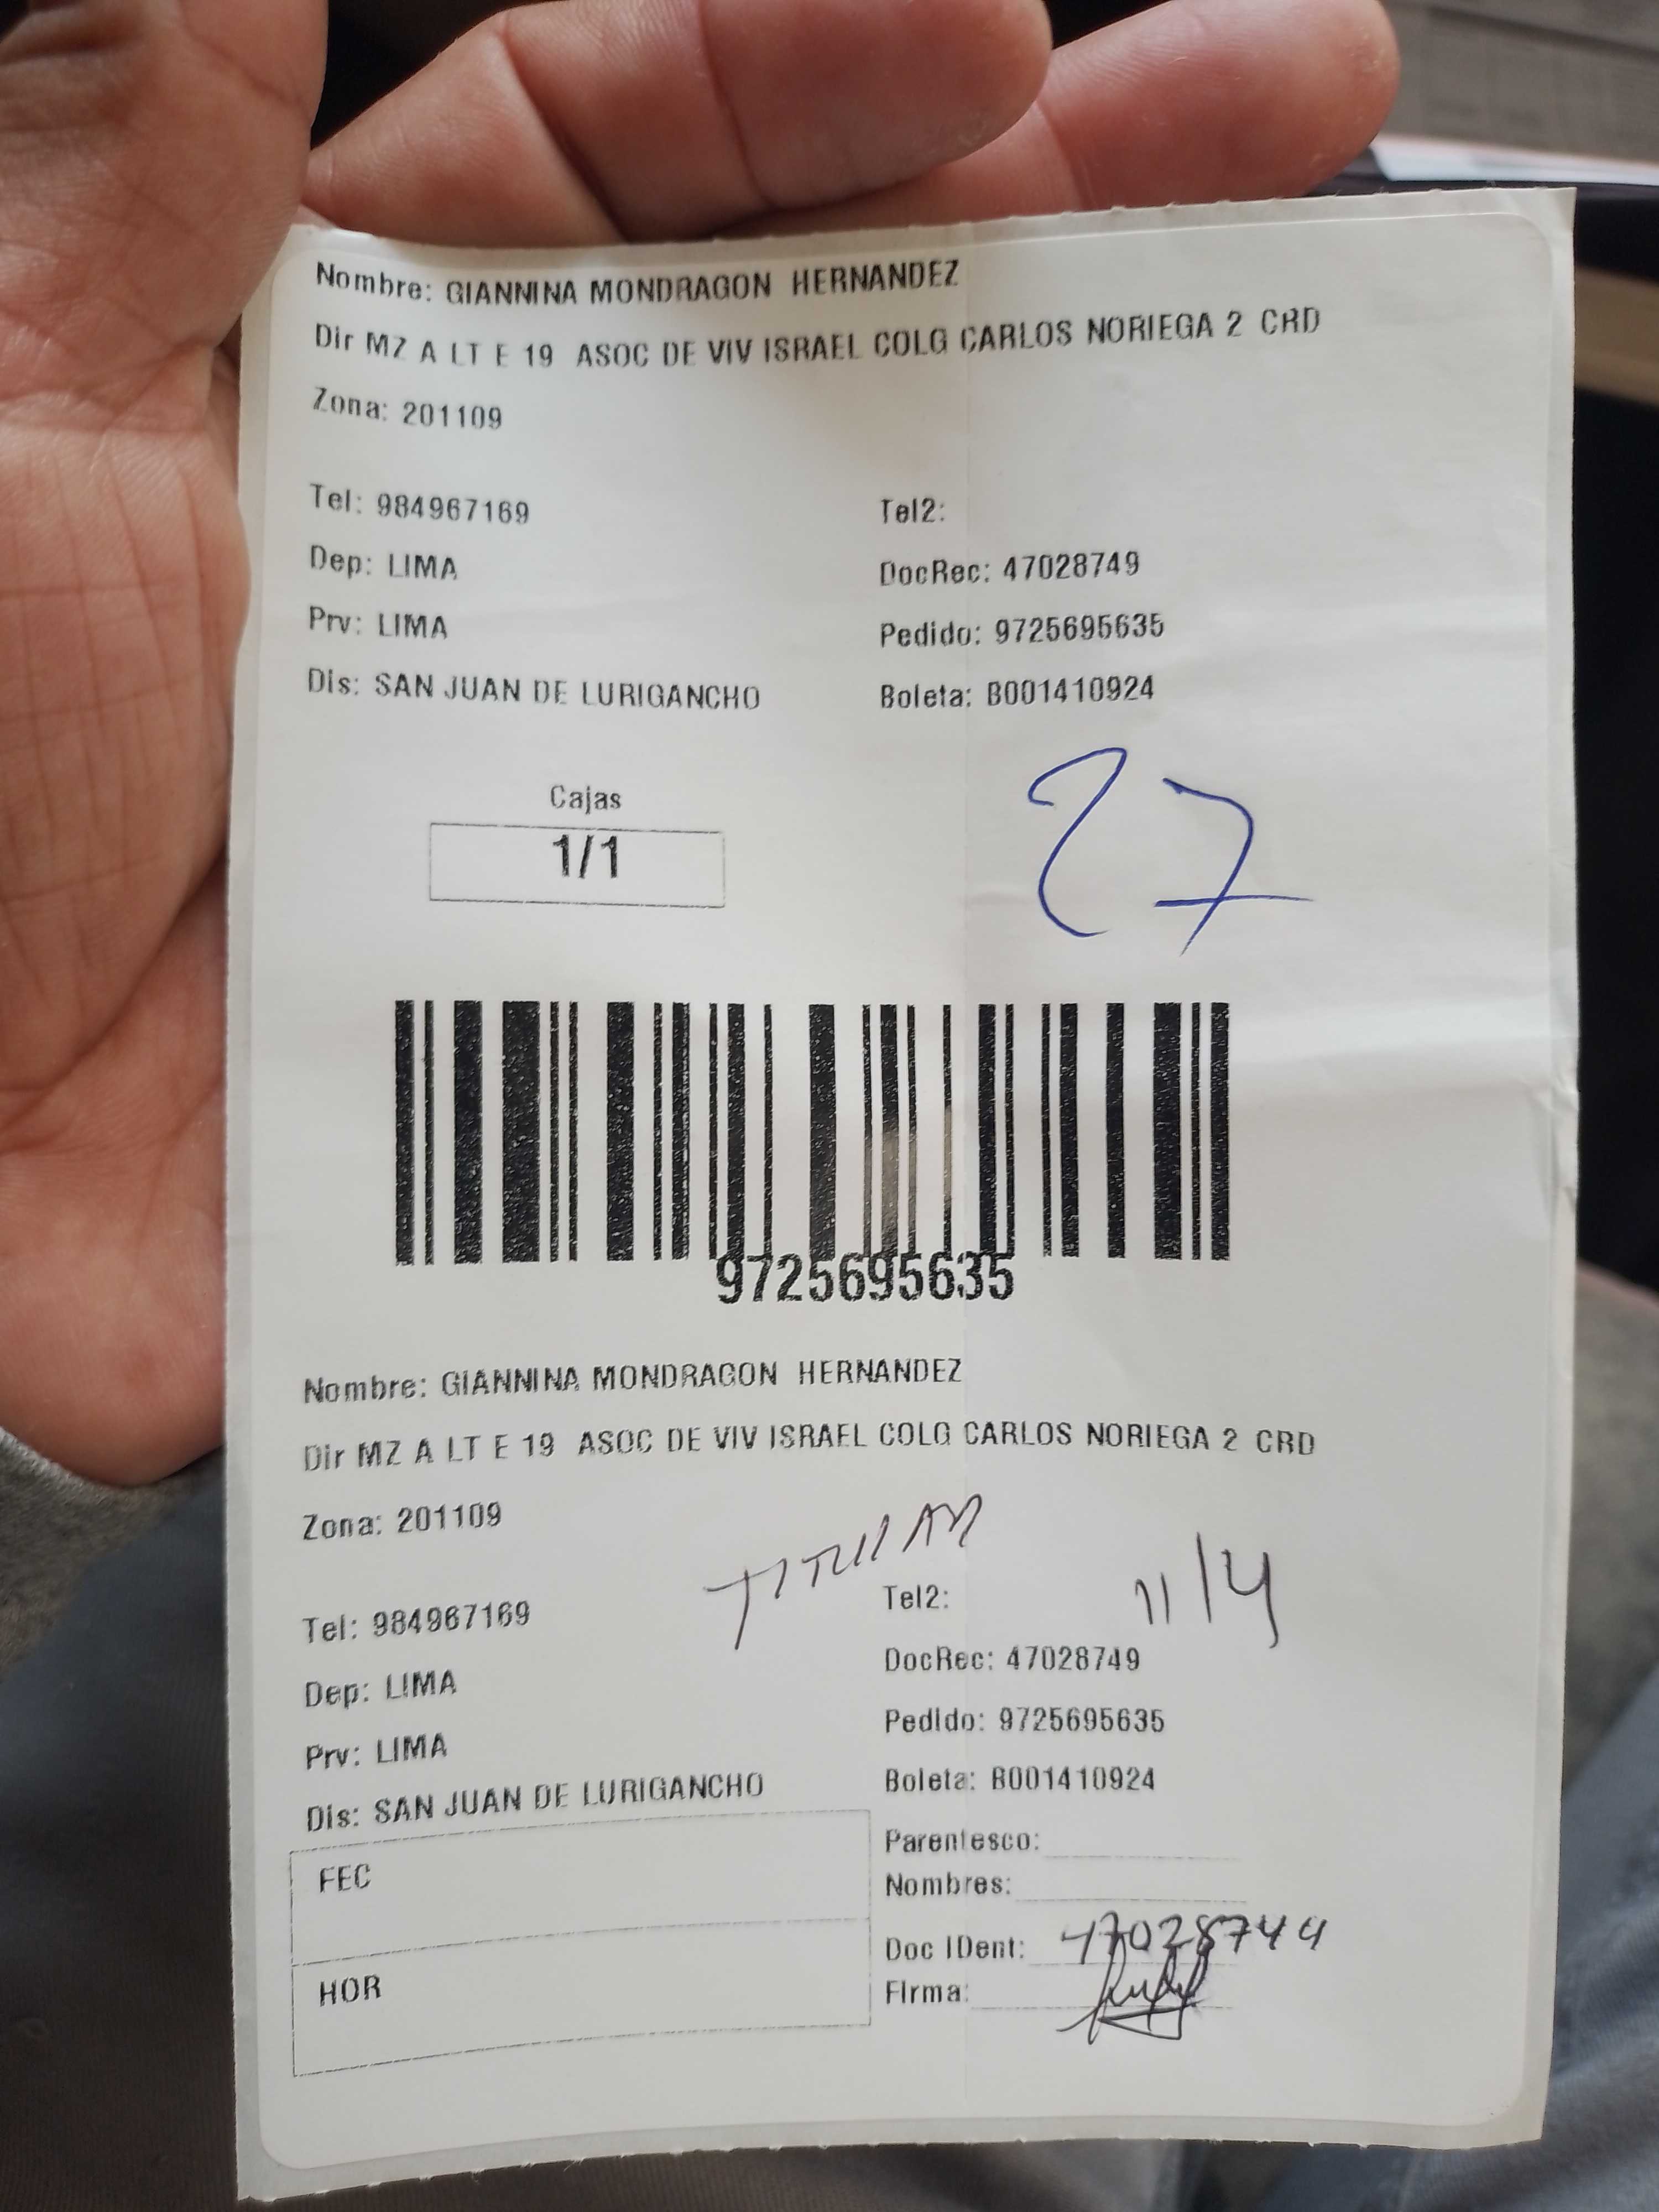 Nombre: GIANNINA MONDRAGON HERNANDEZ
Dir MZ A LT E 19 ASOC DE VIV ISRAEL COLG CARLOS NORIEGA 2 CRD
Zona: 201109
Tel: 984967169 Tel2:
Dep: LIMA DocRec: 47028749
Prv: LIMA Pedido: 9725695635
Dis: SAN JUAN DE LURIGANCHO Boleta: B001410924
Cajas
1/1
27
9725695635
Nombre: GIANNINA MONDRAGON HERNANDEZ
Dir MZ A LT E 19 ASOC DE VIV ISRAEL COLG CARLOS NORIEGA 2 CRD
Zona: 201109
TITULAR
11/4
Tel: 984967169 Tel2:
Dep: LIMA DocRec: 47028749
Prv: LIMA Pedido: 9725695635
Dis: SAN JUAN DE LURIGANCHO Boleta: B001410924
Parentesco:
FEC
Nombres:
Doc IDent: 47028749
HOR
Firma: